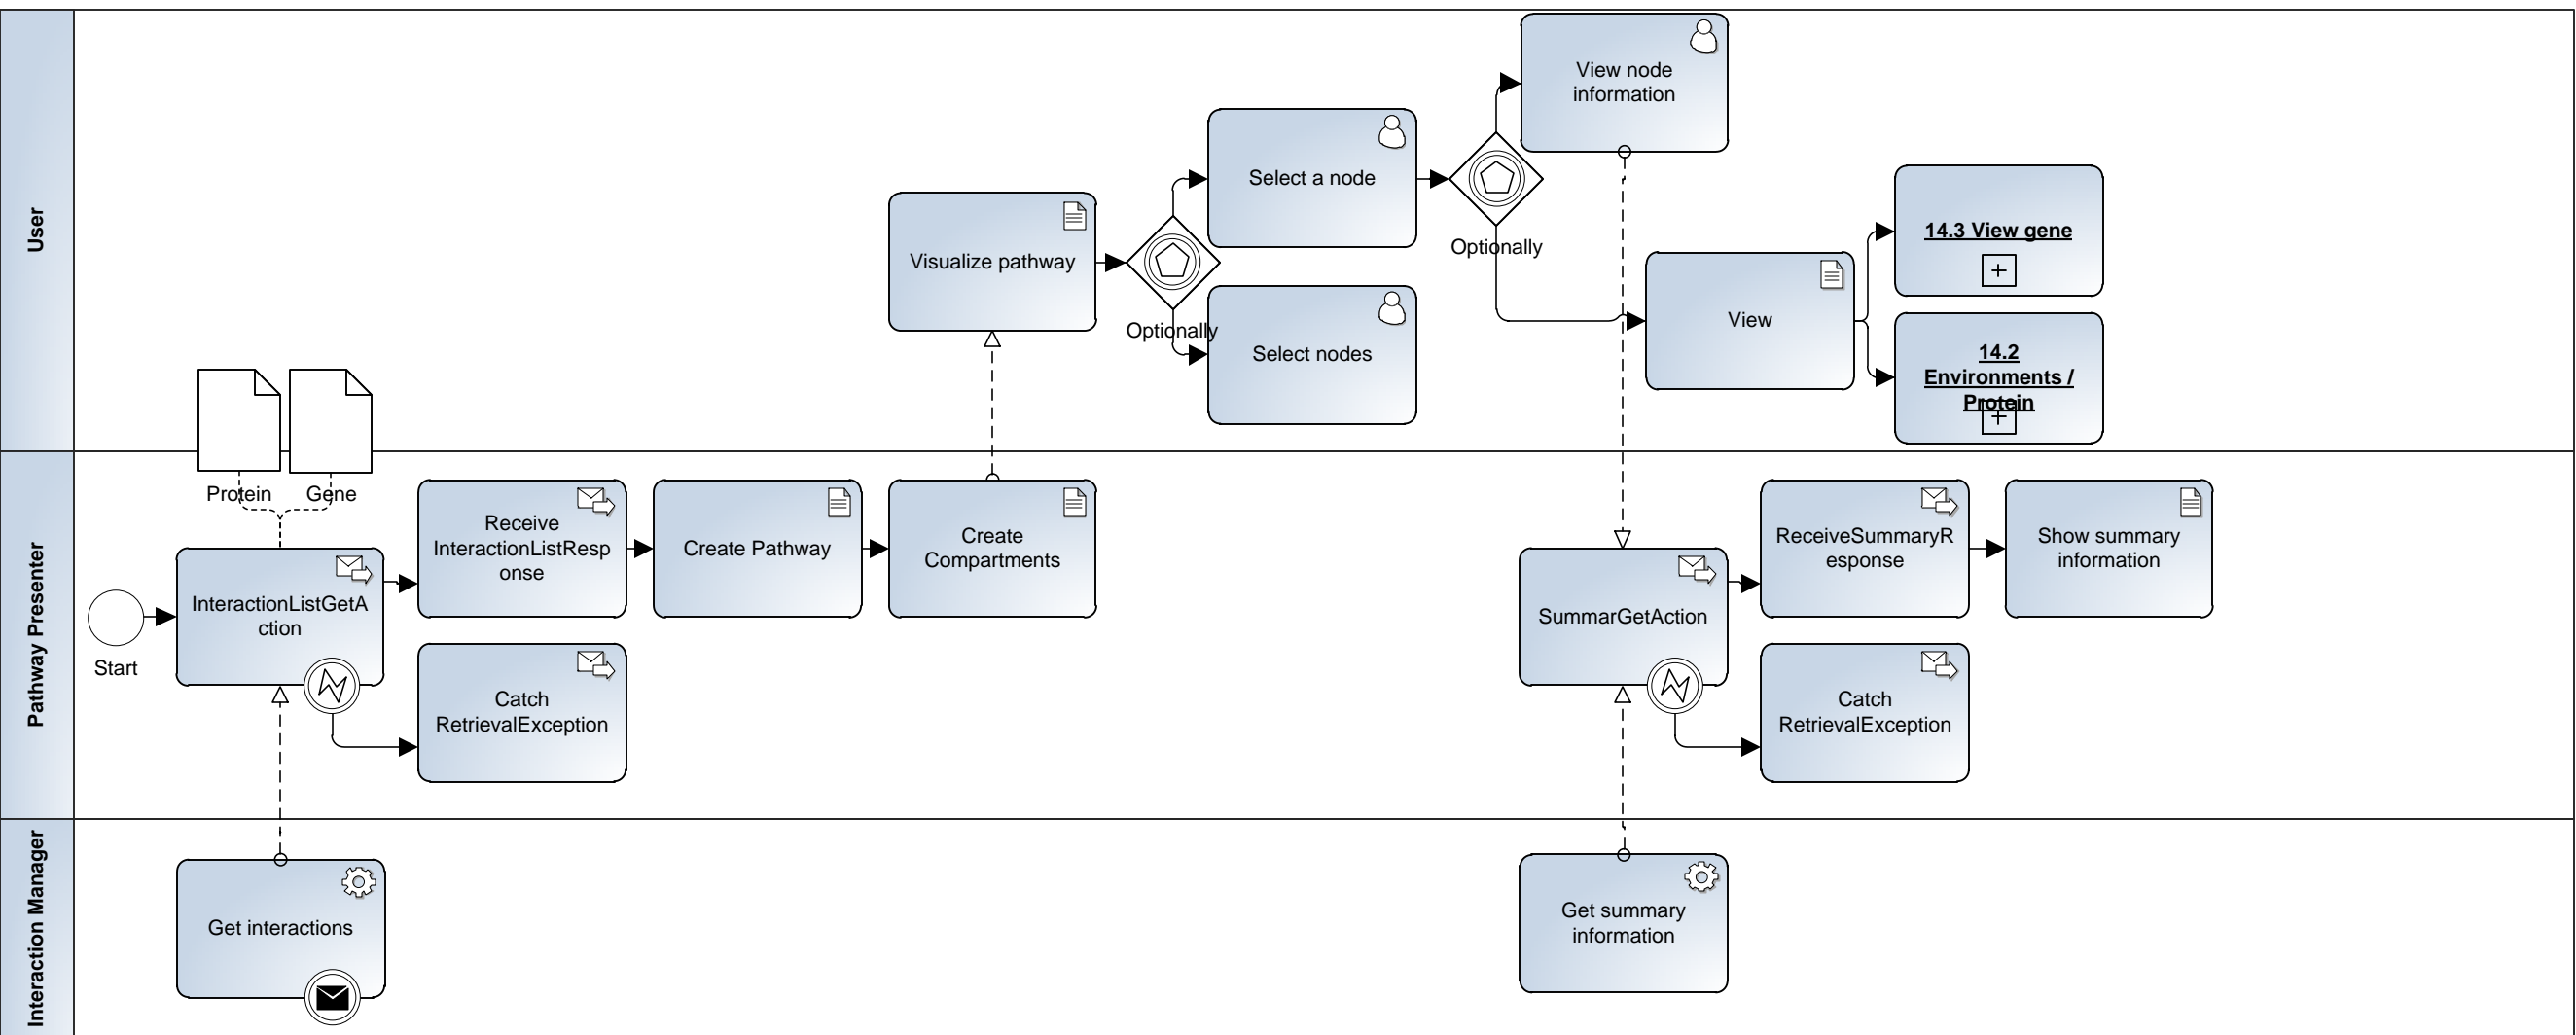 User
View node
information
Select a node
Optionally
14.3 View gene
Visualize pathway
Optionally
Select nodes
View
14.2
Environments /
Protein
Pathway Presenter
Protein
Gene
Start
InteractionListGetA
ction
Receive
InteractionListResp
onse
Create Pathway
Create
Compartments
Catch
RetrievalException
SummarGetAction
ReceiveSummaryR
esponse
Show summary
information
Catch
RetrievalException
Interaction Manager
Get interactions
Get summary
information